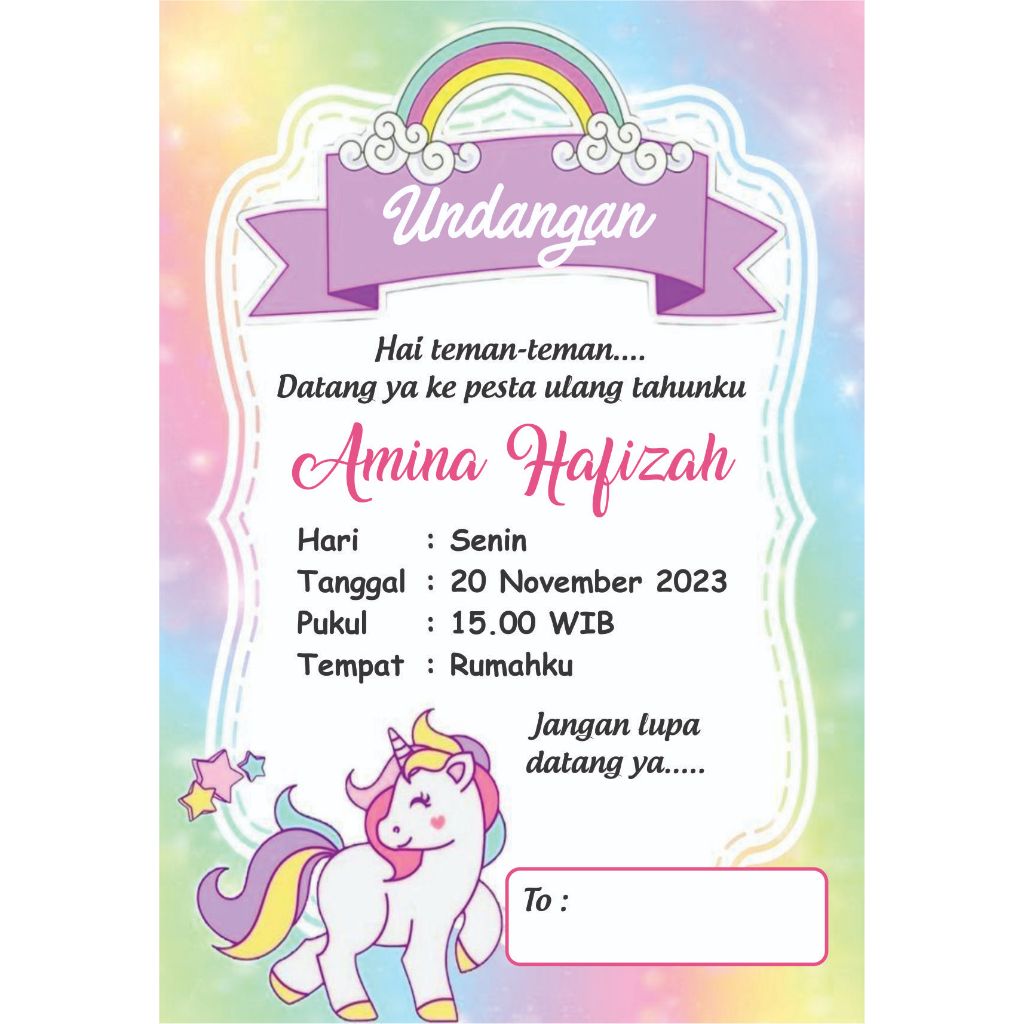 Undangan
Hai teman-teman....
Datang ya ke pesta ulang tahunku
Amina Hafizah
Hari : Senin
Tanggal : 20 November 2023
Pukul : 15.00 WIB
Tempat : Rumahku
Jangan lupa
datang ya.....
To :